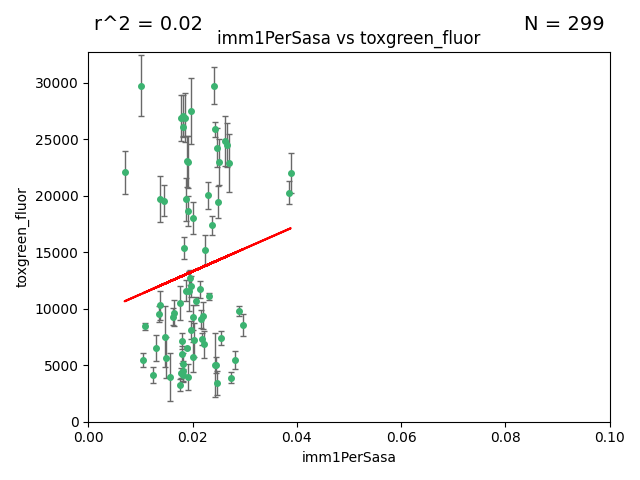 r^2 = 0.02
N = 299
imm1PerSasa vs toxgreen_fluor
toxgreen_fluor
30000
25000
20000
15000
10000
5000
0
0.00
0.02
0.04
0.06
0.08
0.10
imm1PerSasa